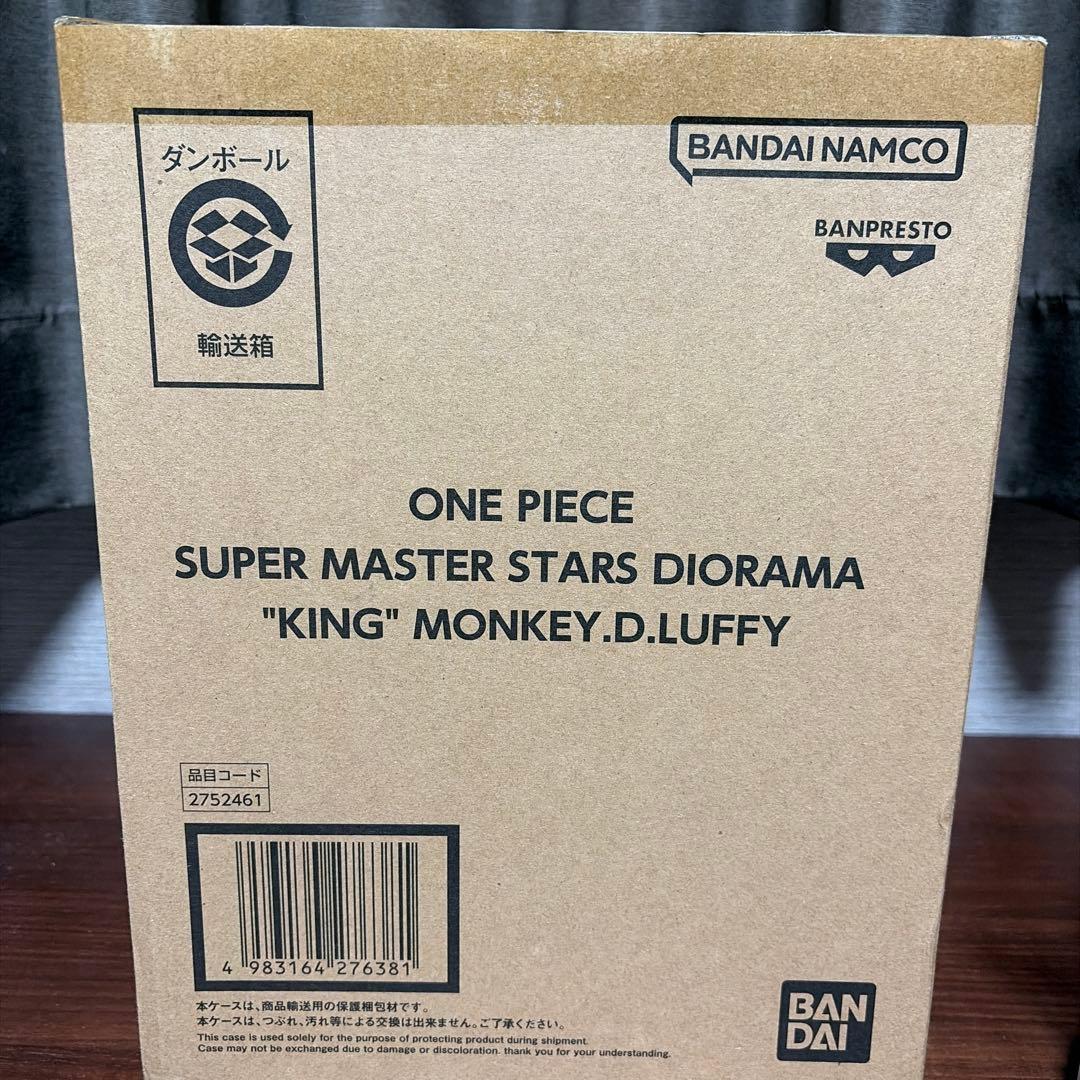 ダンボール
輸送箱
BANDAI NAMCO
BANPRESTO
ONE PIECE
SUPER MASTER STARS DIORAMA
"KING" MONKEY.D.LUFFY
品目コード
2752461
4 983164 276381
本ケースは、商品輸送用の保護梱包材です。
本ケースは、つぶれ、汚れ等による交換は出来ません。ご了承ください。
This case is used solely for the purpose of protecting product during shipment.
Case may not be exchanged due to damage or discoloration. thank you for your understanding.
BAN
DAI